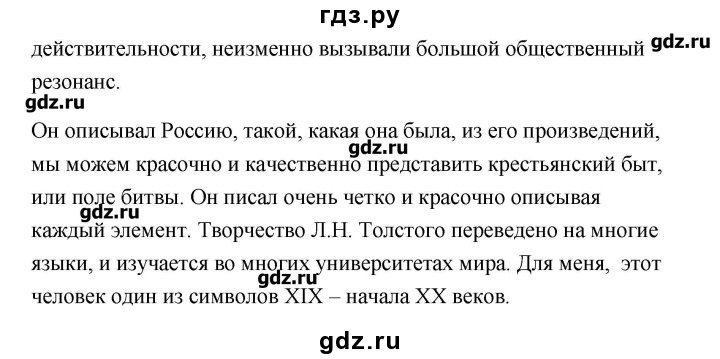 гдз.ру
действительности, неизменно вызывали большой общественный
gdz.ru
резонанс.
gdz.ru
Он описывал Россию, такой, какая она была, из его произведений,
gdz.ru
мы можем красочно и качественно представить крестьянский быт,
или поле битвы. Он писал очень четко и красочно описывая
gdz.ru
каждый элемент. Творчество Л.Н. Толстого переведено на многие
языки, и изучается во многих университетах мира. Для меня,  этот
gdz.ru
человек один из символов XIX – начала XX веков.
gdz.ru